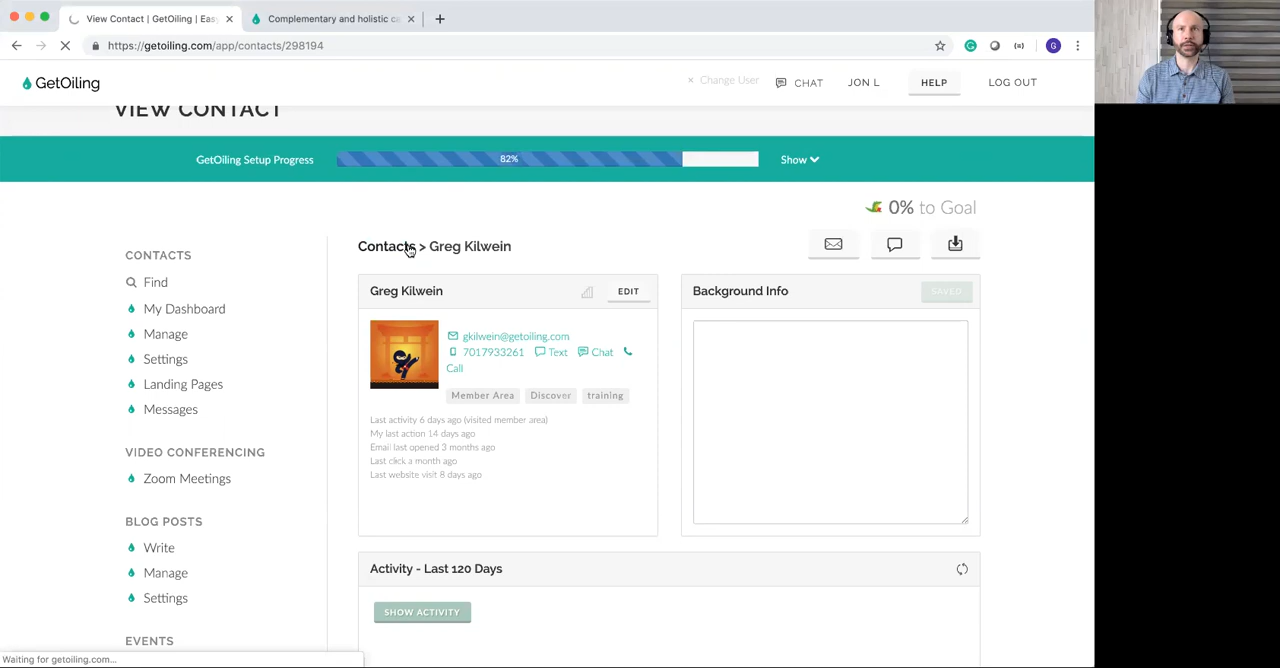 View Contact | GetOiling | Eas
Complementary and holistic ca
https://getoiling.com/app/contacts/298194
G
GetOiling
Change User
CHAT
JON L
HELP
LOG OUT
VIEW CONTACT
GetOiling Setup Progress
82%
Show
0% to Goal
CONTACTS
Find
My Dashboard
Manage
Settings
Landing Pages
Messages
VIDEO CONFERENCING
Zoom Meetings
BLOG POSTS
Write
Manage
Settings
EVENTS
Contacts > Greg Kilwein
Greg Kilwein
EDIT
gkilwein@getoiling.com
7017933261 Text Chat
Call
Member Area Discover training
Last activity 6 days ago (visited member area)
My last action 14 days ago
Email last opened 3 months ago
Last click a month ago
Last website visit 8 days ago
Background Info
SAVED
Activity - Last 120 Days
SHOW ACTIVITY
Waiting for getoiling.com...